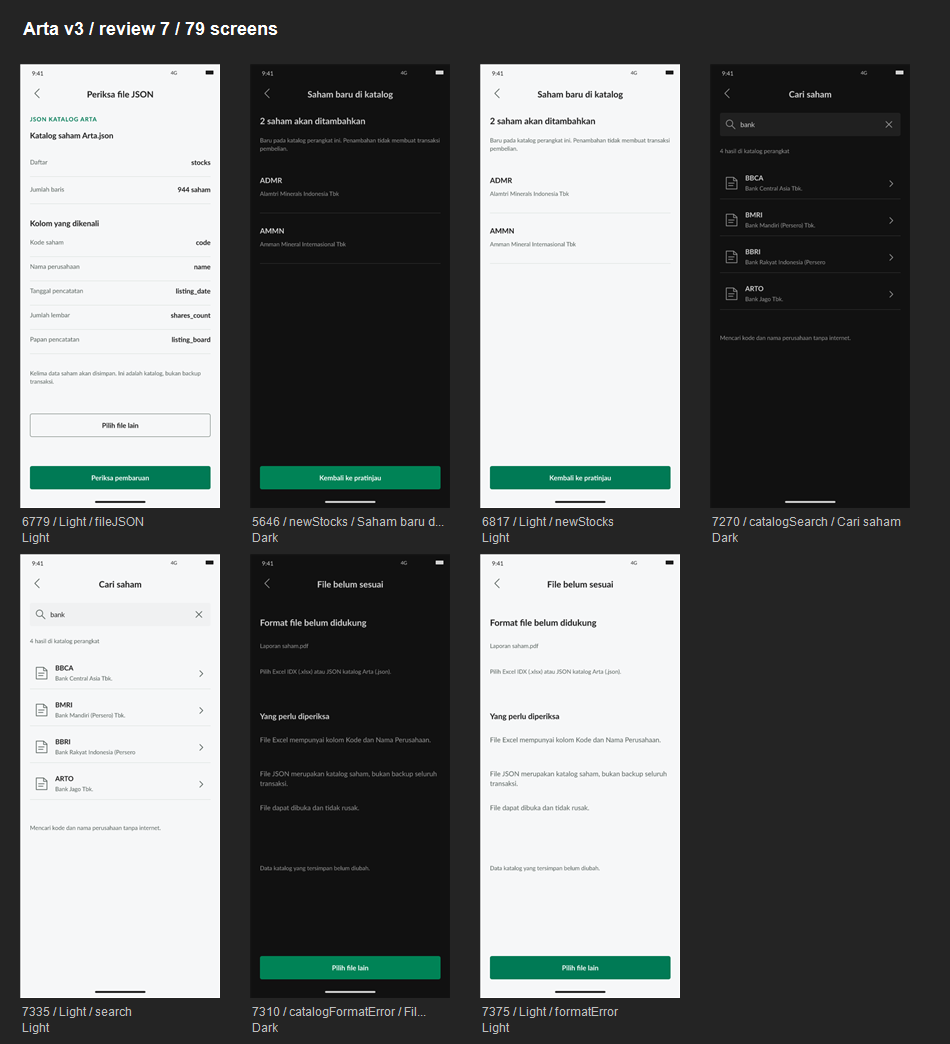 Arta v3 / review 7 / 79 screens
9:41 4G
Periksa file JSON
JSON KATALOG ARTA
Katalog saham Arta.json
Daftar stocks
Jumlah baris 944 saham
Kolom yang dikenali
Kode saham code
Nama perusahaan name
Tanggal pencatatan listing_date
Jumlah lembar shares_count
Papan pencatatan listing_board
Kelima data saham akan disimpan. Ini adalah katalog, bukan backup
transaksi.
Pilih file lain
Periksa pembaruan
6779 / Light / fileJSON
Light
9:41 4G
Saham baru di katalog
2 saham akan ditambahkan
Baru pada katalog perangkat ini. Penambahan tidak membuat transaksi
pembelian.
ADMR
Alamtri Minerals Indonesia Tbk
AMMN
Amman Mineral Internasional Tbk
Kembali ke pratinjau
5646 / newStocks / Saham baru d...
Dark
9:41 4G
Saham baru di katalog
2 saham akan ditambahkan
Baru pada katalog perangkat ini. Penambahan tidak membuat transaksi
pembelian.
ADMR
Alamtri Minerals Indonesia Tbk
AMMN
Amman Mineral Internasional Tbk
Kembali ke pratinjau
6817 / Light / newStocks
Light
9:41 4G
Cari saham
bank
4 hasil di katalog perangkat
BBCA
Bank Central Asia Tbk.
BMRI
Bank Mandiri (Persero) Tbk.
BBRI
Bank Rakyat Indonesia (Persero
ARTO
Bank Jago Tbk.
Mencari kode dan nama perusahaan tanpa internet.
7270 / catalogSearch / Cari saham
Dark
9:41 4G
Cari saham
bank
4 hasil di katalog perangkat
BBCA
Bank Central Asia Tbk.
BMRI
Bank Mandiri (Persero) Tbk.
BBRI
Bank Rakyat Indonesia (Persero
ARTO
Bank Jago Tbk.
Mencari kode dan nama perusahaan tanpa internet.
7335 / Light / search
Light
9:41 4G
File belum sesuai
Format file belum didukung
Laporan saham.pdf
Pilih Excel IDX (.xlsx) atau JSON katalog Arta (.json).
Yang perlu diperiksa
File Excel mempunyai kolom Kode dan Nama Perusahaan.
File JSON merupakan katalog saham, bukan backup seluruh
transaksi.
File dapat dibuka dan tidak rusak.
Data katalog yang tersimpan belum diubah.
Pilih file lain
7310 / catalogFormatError / Fil...
Dark
9:41 4G
File belum sesuai
Format file belum didukung
Laporan saham.pdf
Pilih Excel IDX (.xlsx) atau JSON katalog Arta (.json).
Yang perlu diperiksa
File Excel mempunyai kolom Kode dan Nama Perusahaan.
File JSON merupakan katalog saham, bukan backup seluruh
transaksi.
File dapat dibuka dan tidak rusak.
Data katalog yang tersimpan belum diubah.
Pilih file lain
7375 / Light / formatError
Light